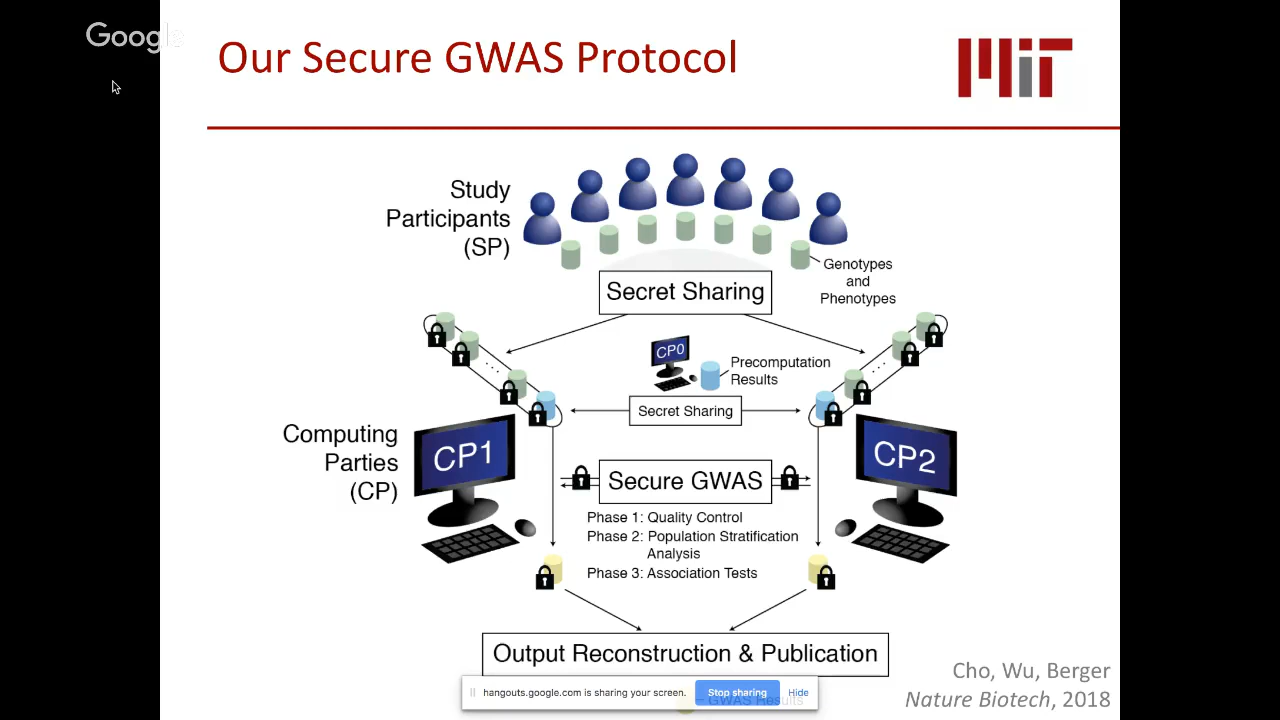 Google
Our Secure GWAS Protocol
MIT
Study
Participants
(SP)
Genotypes
and
Phenotypes
Secret Sharing
CP0
Precomputation
Results
Secret Sharing
Computing
Parties
(CP)
CP1
CP2
Secure GWAS
Phase 1: Quality Control
Phase 2: Population Stratification
Analysis
Phase 3: Association Tests
Output Reconstruction & Publication
hangouts.google.com is sharing your screen.
Stop sharing
Hide
GWAS Results
Cho, Wu, Berger
Nature Biotech, 2018